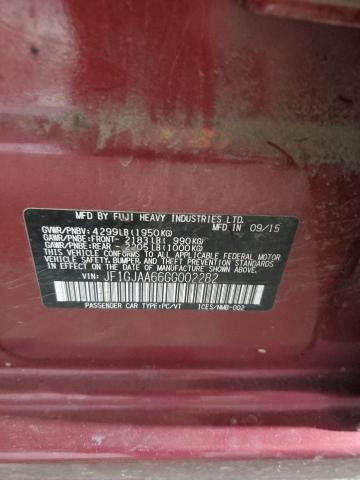 MFD BY FUJI HEAVY INDUSTRIES LTD.
IN 09/15
GVWR/PNBV: 4299LB(1950KG)
GAWR/PNBE: FRONT- 2183LB( 990KG)
GAWR/PNBE: REAR - 2205LB(1000KG)
THIS VEHICLE CONFORMS TO ALL APPLICABLE FEDERAL MOTOR VEHICLE SAFETY, BUMPER, AND THEFT PREVENTION STANDARDS IN EFFECT ON THE DATE OF MANUFACTURE SHOWN ABOVE.
VIN: JF1GJAA66GG002282
PASSENGER CAR TYPE:PC/VT ICES/NMB-002